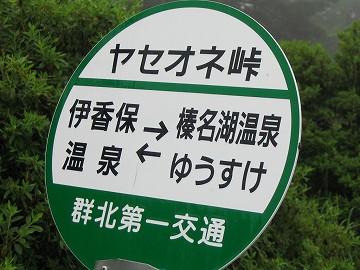 ヤセオネ峠
伊香保 → 榛名湖温泉
温泉 ← ゆうすけ
群北第一交通